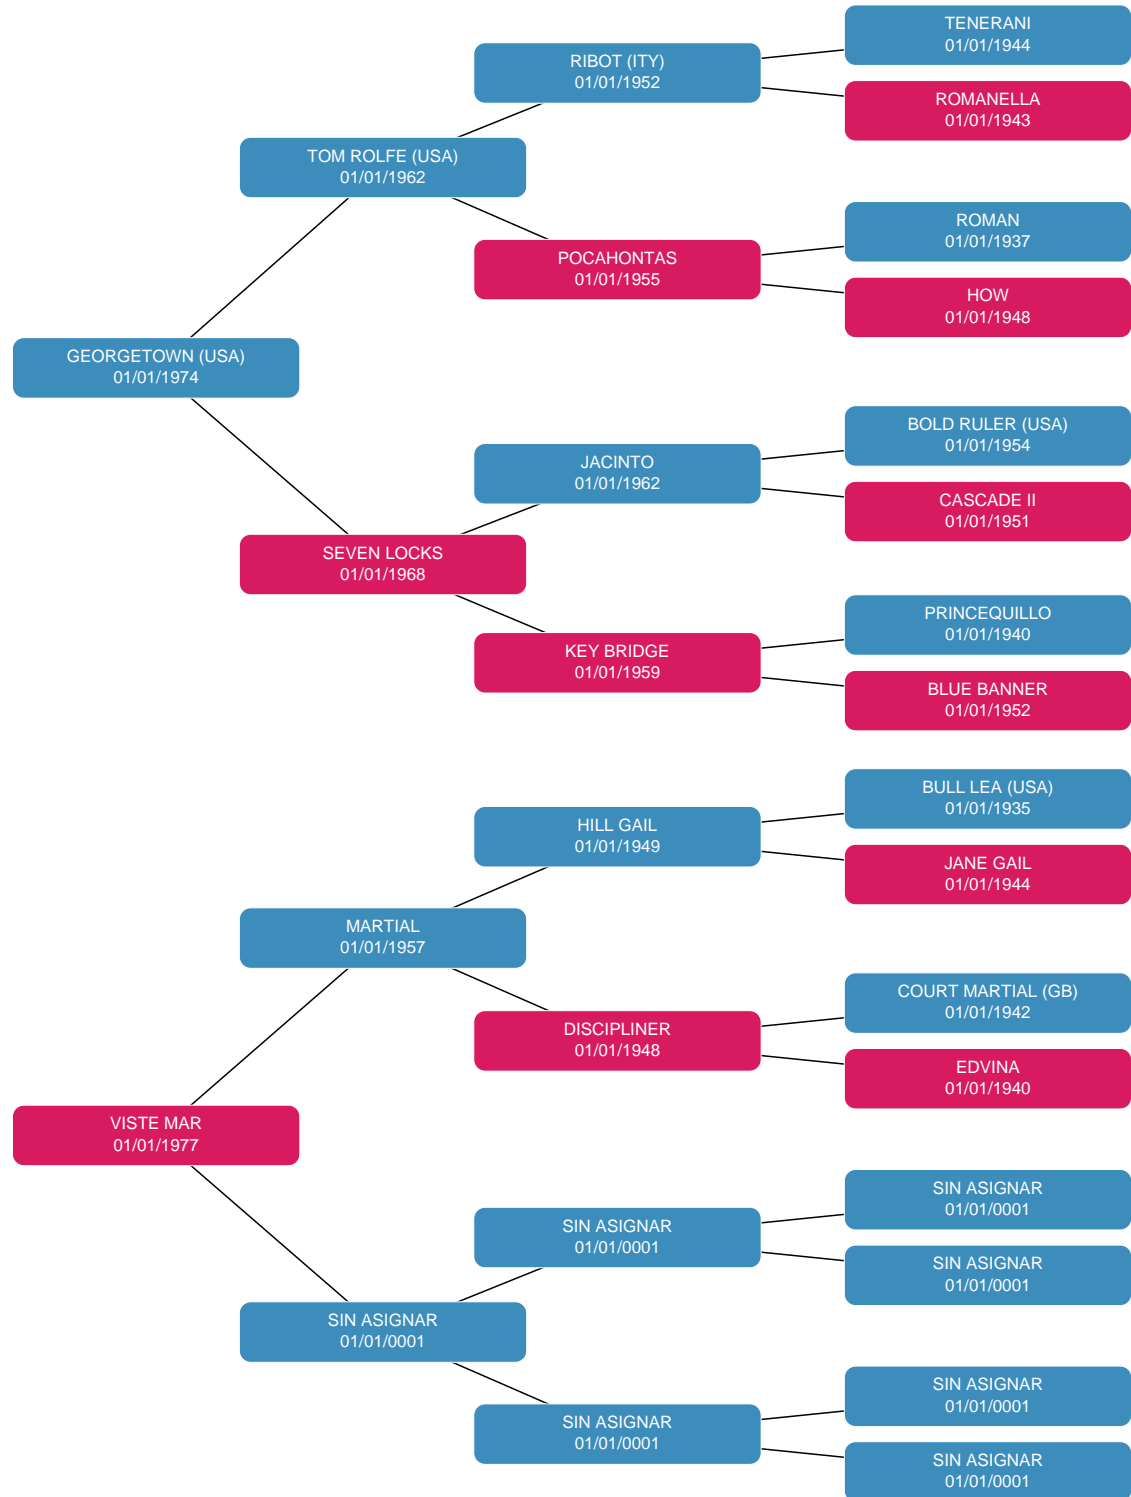 TENERANI
01/01/1944
RIBOT (ITY)
01/01/1952
ROMANELLA
01/01/1943
TOM ROLFE (USA)
01/01/1962
ROMAN
01/01/1937
POCAHONTAS
01/01/1955
HOW
01/01/1948
GEORGETOWN (USA)
01/01/1974
BOLD RULER (USA)
01/01/1954
JACINTO
01/01/1962
CASCADE II
01/01/1951
SEVEN LOCKS
01/01/1968
PRINCEQUILLO
01/01/1940
KEY BRIDGE
01/01/1959
BLUE BANNER
01/01/1952
BULL LEA (USA)
01/01/1935
HILL GAIL
01/01/1949
JANE GAIL
01/01/1944
MARTIAL
01/01/1957
COURT MARTIAL (GB)
01/01/1942
DISCIPLINER
01/01/1948
EDVINA
01/01/1940
VISTE MAR
01/01/1977
SIN ASIGNAR
01/01/0001
SIN ASIGNAR
01/01/0001
SIN ASIGNAR
01/01/0001
SIN ASIGNAR
01/01/0001
SIN ASIGNAR
01/01/0001
SIN ASIGNAR
01/01/0001
SIN ASIGNAR
01/01/0001